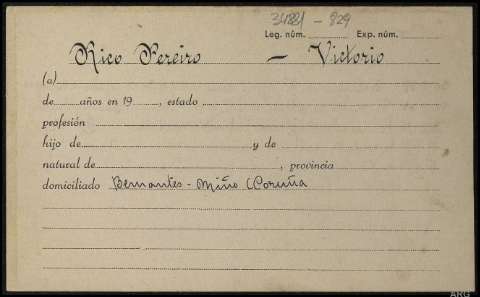 34881 - 829
Leg. núm. Exp. núm.
Rico Pereiro - Victorio
(a)
de años en 19 , estado
profesión
hijo de y de
natural de , provincia
domiciliado Bemantes - Miño (Coruña
ARG